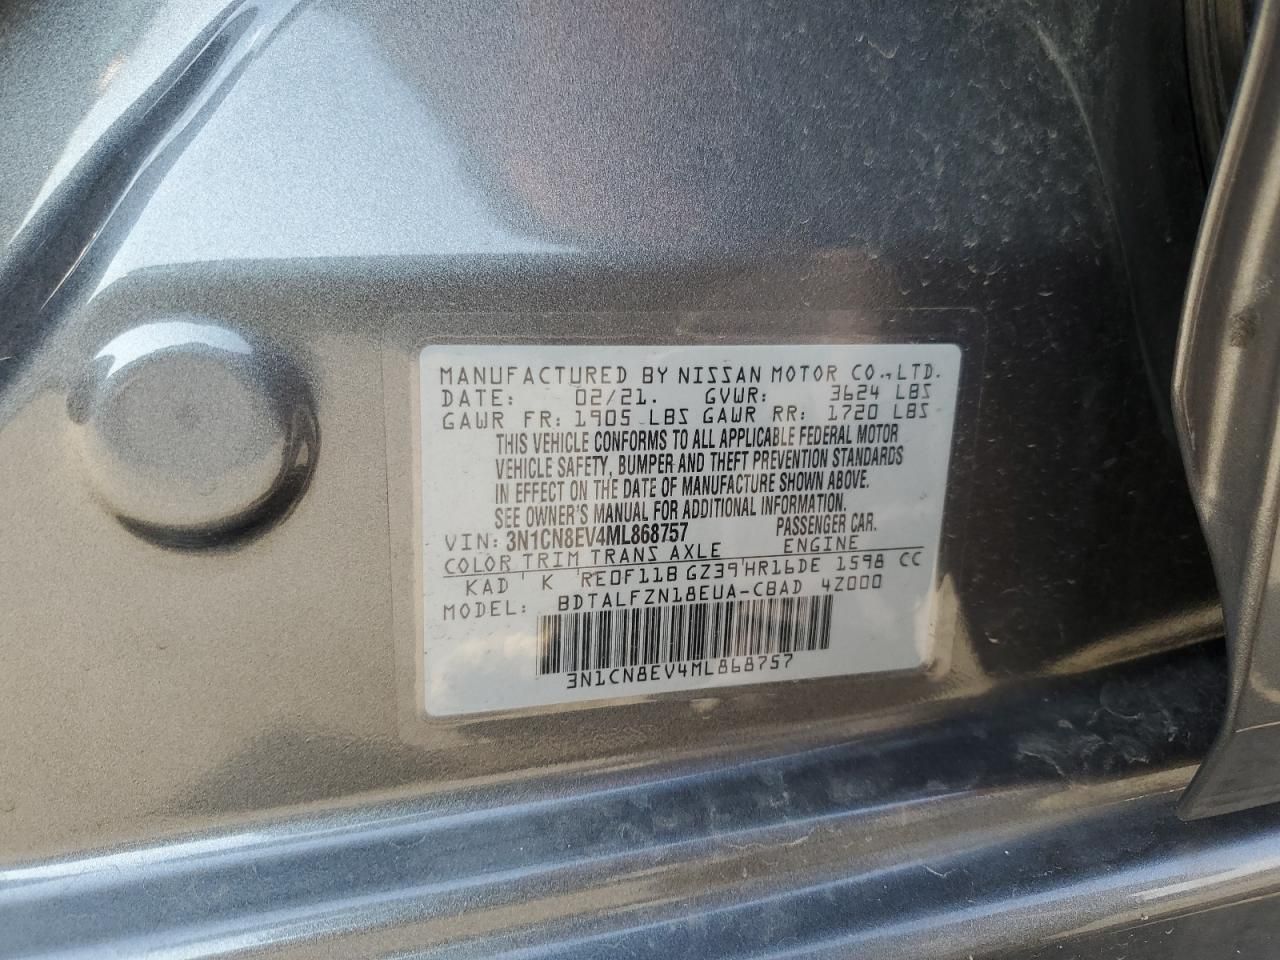 MANUFACTURED BY NISSAN MOTOR CO.,LTD.
DATE: 02/21. GVWR: 3624 LBS
GAWR FR: 1905 LBS GAWR RR: 1720 LBS
THIS VEHICLE CONFORMS TO ALL APPLICABLE FEDERAL MOTOR
VEHICLE SAFETY, BUMPER AND THEFT PREVENTION STANDARDS
IN EFFECT ON THE DATE OF MANUFACTURE SHOWN ABOVE.
SEE OWNER'S MANUAL FOR ADDITIONAL INFORMATION.
VIN: 3N1CN8EV4ML868757 PASSENGER CAR.
COLOR TRIM TRANS AXLE ENGINE
KAD ' K 'RE0F11B GZ39'HR16DE 1598 CC
MODEL: BDTALFZN18EUA-CBAD 4Z000
3N1CN8EV4ML868757